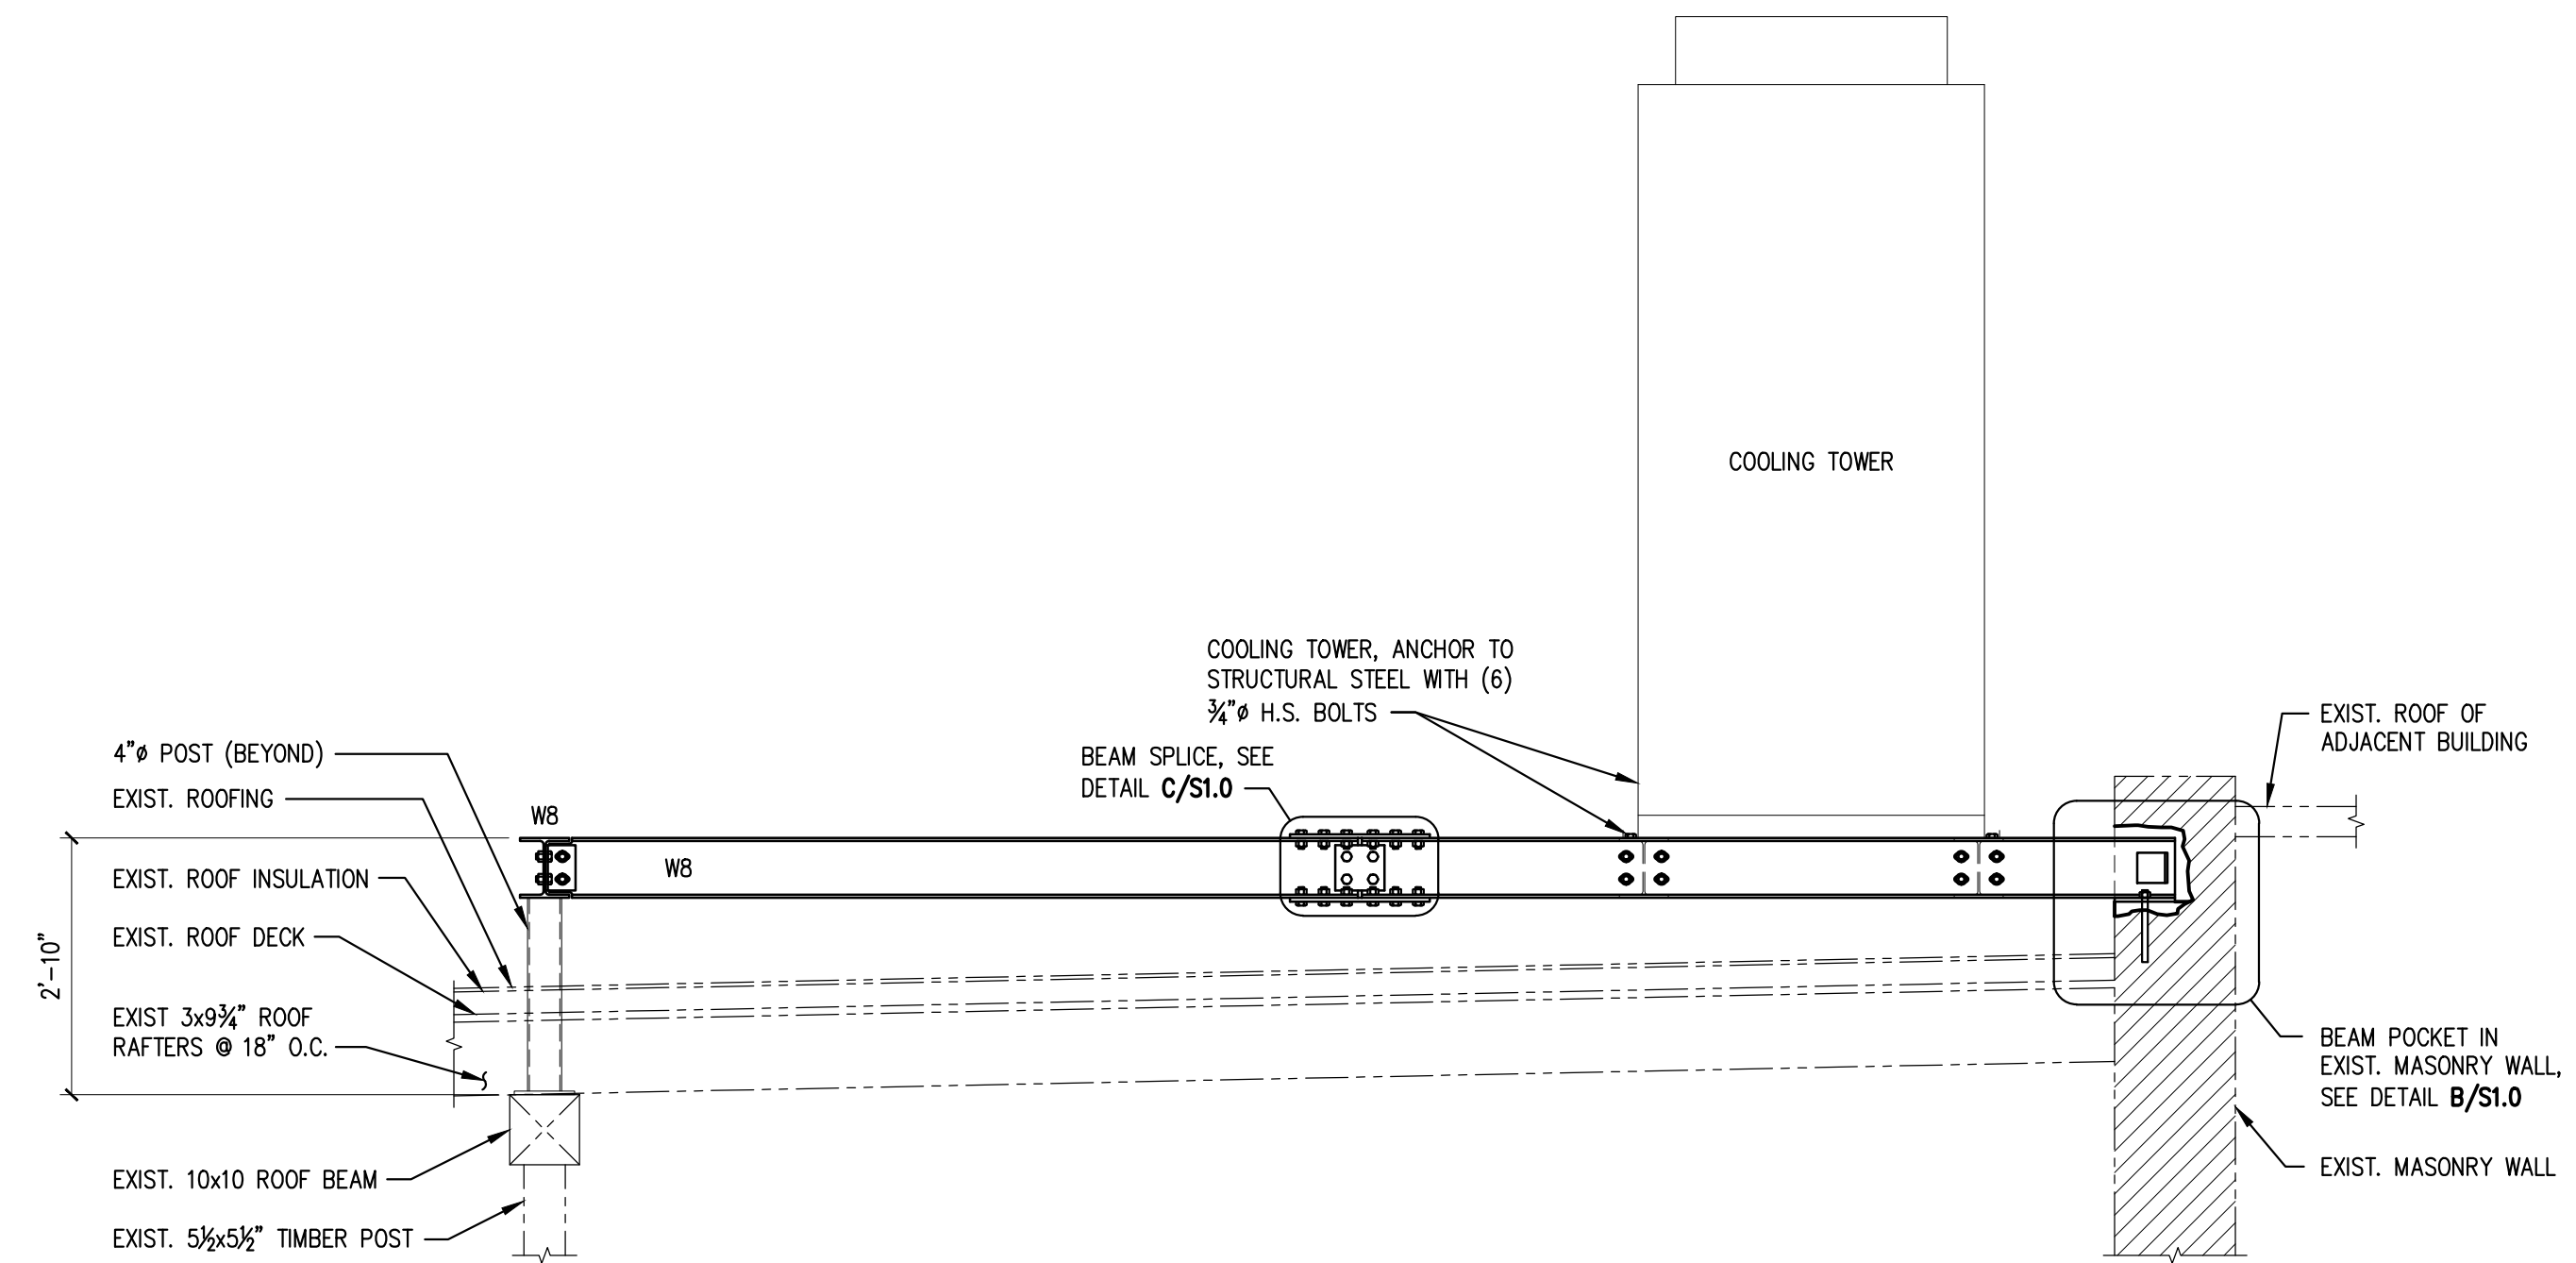 COOLING TOWER
COOLING TOWER, ANCHOR TO
STRUCTURAL STEEL WITH (6)
¾"ø H.S. BOLTS
BEAM SPLICE, SEE
DETAIL C/S1.0
EXIST. ROOF OF
ADJACENT BUILDING
4"ø POST (BEYOND)
EXIST. ROOFING
W8
W8
EXIST. ROOF INSULATION
EXIST. ROOF DECK
2'-10"
EXIST 3x9¾" ROOF
RAFTERS @ 18" O.C.
BEAM POCKET IN
EXIST. MASONRY WALL,
SEE DETAIL B/S1.0
EXIST. MASONRY WALL
EXIST. 10x10 ROOF BEAM
EXIST. 5½x5½" TIMBER POST